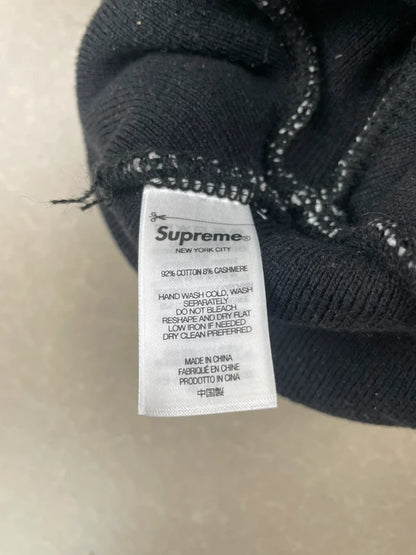 Supreme®
NEW YORK CITY
92% COTTON 8% CASHMERE
HAND WASH COLD, WASH
SEPARATELY
DO NOT BLEACH
RESHAPE AND DRY FLAT
LOW IRON IF NEEDED
DRY CLEAN PREFERRED
MADE IN CHINA
FABRIQUÉ EN CHINE
PRODOTTO IN CINA
中国製